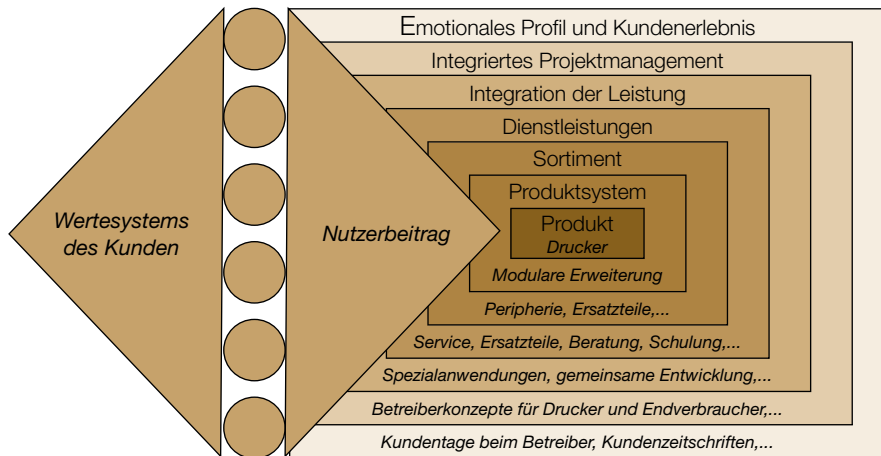 Emotionales Profil und Kundenerlebnis
Integriertes Projektmanagement
Integration der Leistung
Dienstleistungen
Sortiment
Produktsystem
Produkt
Drucker
Wertesystems
des Kunden
Nutzerbeitrag
Modulare Erweiterung
Peripherie, Ersatzteile,...
Service, Ersatzteile, Beratung, Schulung,...
Spezialanwendungen, gemeinsame Entwicklung,...
Betreiberkonzepte für Drucker und Endverbraucher,...
Kundentage beim Betreiber, Kundenzeitschriften,...